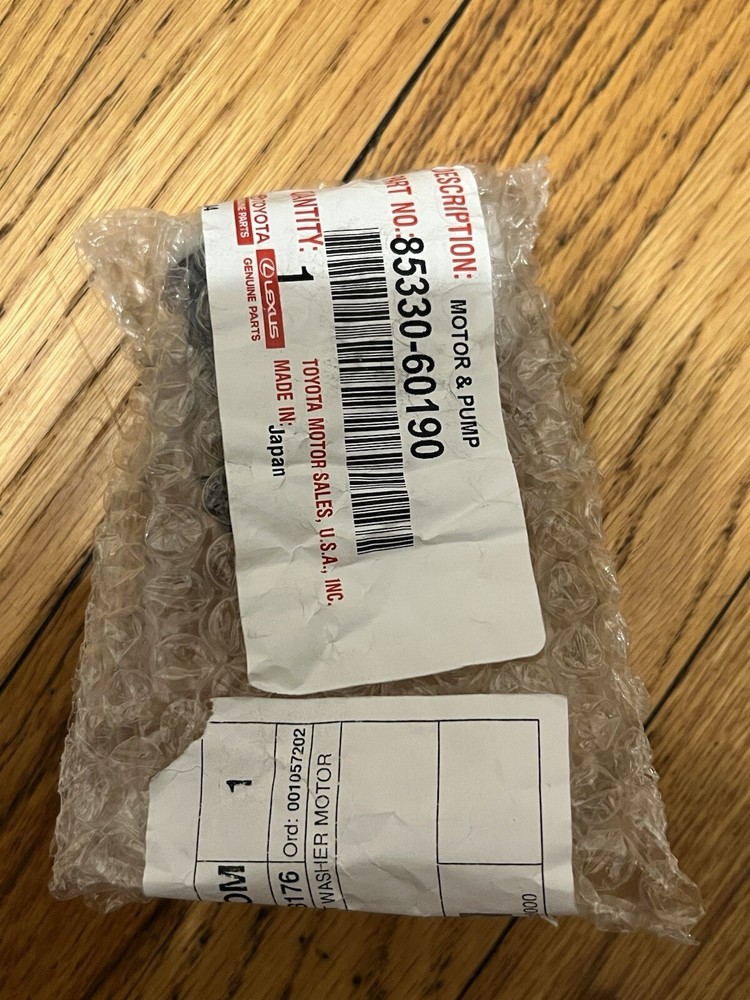 DESCRIPTION:
MOTOR & PUMP
PART NO.:
85330-60190
QUANTITY:
1
TOYOTA MOTOR SALES, U.S.A., INC.
TOYOTA
LEXUS
GENUINE PARTS
MADE IN:
Japan
1
Ord: 001057202
WASHER MOTOR